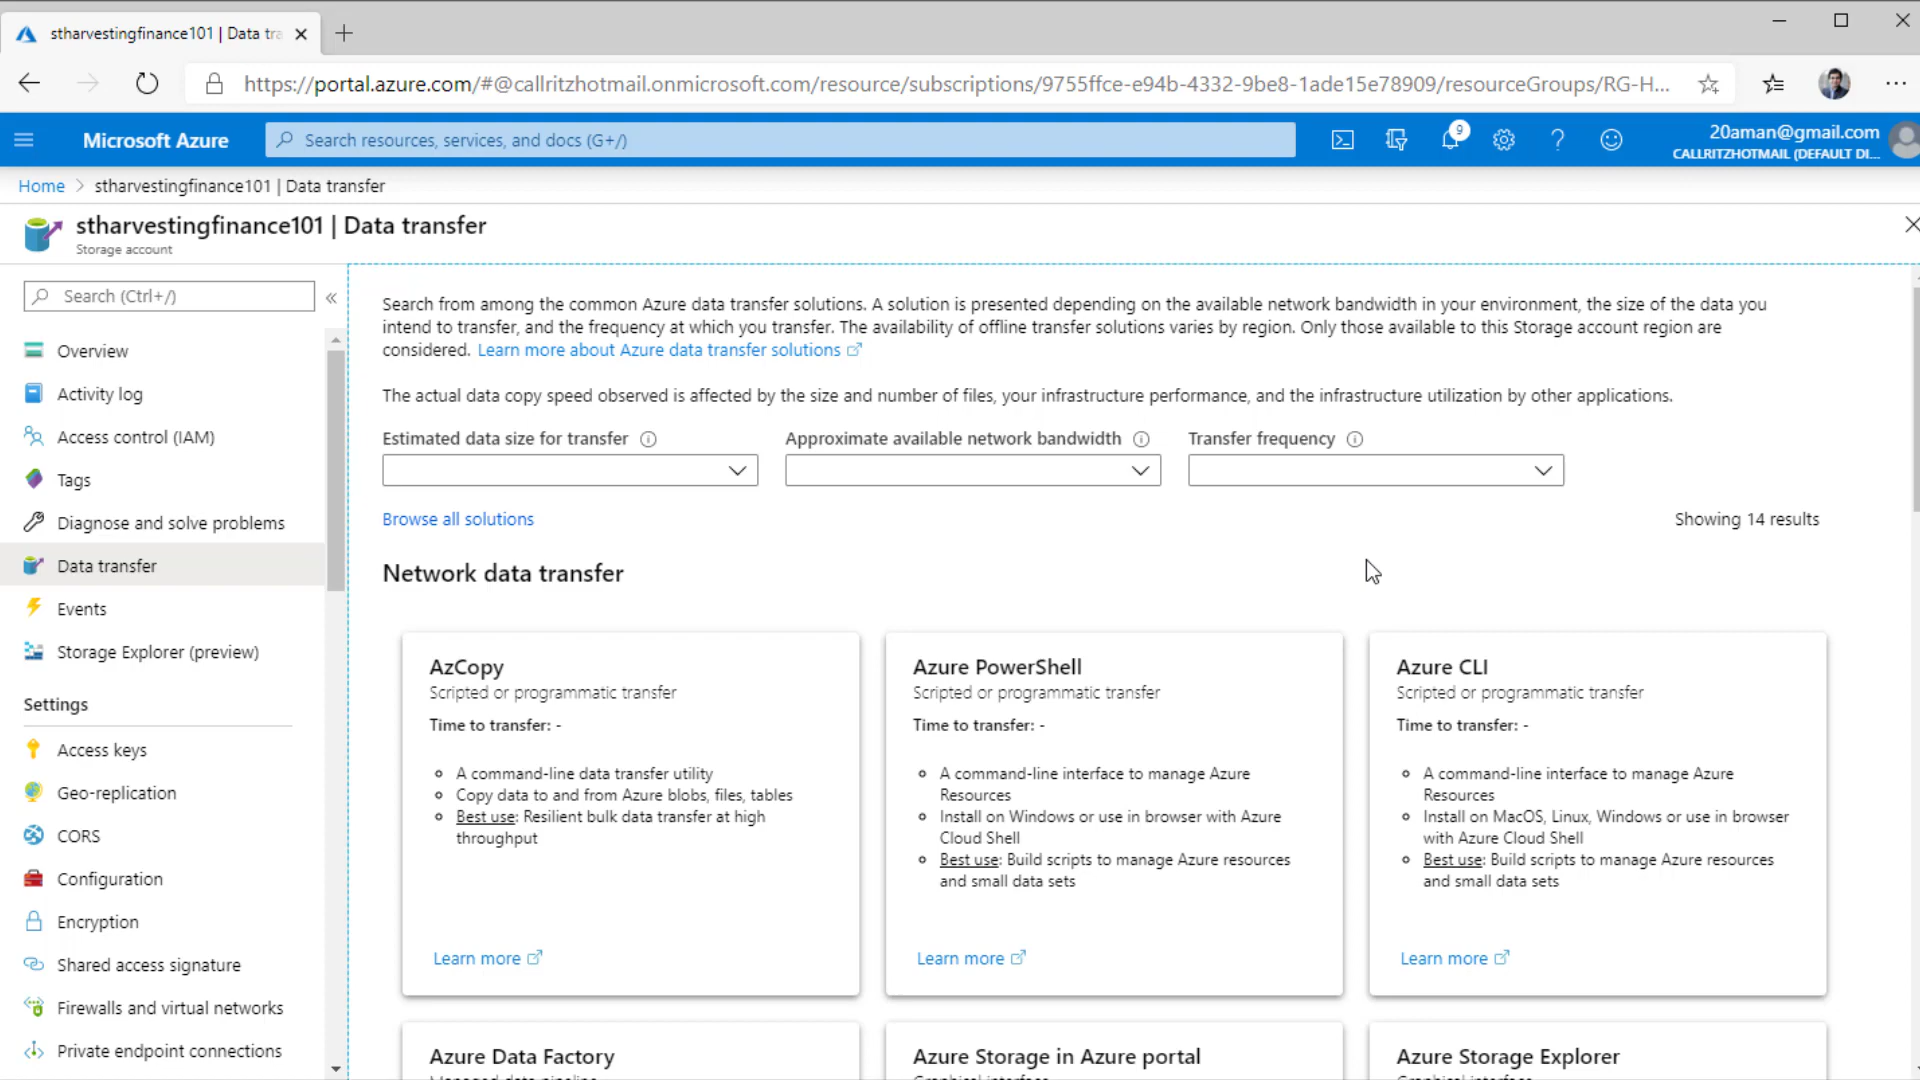 stharvestingfinance101 | Data tra
https://portal.azure.com/#@callritzhotmail.onmicrosoft.com/resource/subscriptions/9755ffce-e94b-4332-9be8-1ade15e78909/resourceGroups/RG-H...
Microsoft Azure
Search resources, services, and docs (G+/)
9
20aman@gmail.com
CALLRITZHOTMAIL (DEFAULT DI...
Home > stharvestingfinance101 | Data transfer
stharvestingfinance101 | Data transfer
Storage account
Search (Ctrl+/)
«
Overview
Activity log
Access control (IAM)
Tags
Diagnose and solve problems
Data transfer
Events
Storage Explorer (preview)
Settings
Access keys
Geo-replication
CORS
Configuration
Encryption
Shared access signature
Firewalls and virtual networks
Private endpoint connections
Search from among the common Azure data transfer solutions. A solution is presented depending on the available network bandwidth in your environment, the size of the data you
intend to transfer, and the frequency at which you transfer. The availability of offline transfer solutions varies by region. Only those available to this Storage account region are
considered. Learn more about Azure data transfer solutions
The actual data copy speed observed is affected by the size and number of files, your infrastructure performance, and the infrastructure utilization by other applications.
Estimated data size for transfer
Approximate available network bandwidth
Transfer frequency
Browse all solutions
Showing 14 results
Network data transfer
AzCopy
Scripted or programmatic transfer
Time to transfer: -
A command-line data transfer utility
Copy data to and from Azure blobs, files, tables
Best use: Resilient bulk data transfer at high
throughput
Learn more
Azure PowerShell
Scripted or programmatic transfer
Time to transfer: -
A command-line interface to manage Azure
Resources
Install on Windows or use in browser with Azure
Cloud Shell
Best use: Build scripts to manage Azure resources
and small data sets
Learn more
Azure CLI
Scripted or programmatic transfer
Time to transfer: -
A command-line interface to manage Azure
Resources
Install on MacOS, Linux, Windows or use in browser
with Azure Cloud Shell
Best use: Build scripts to manage Azure resources
and small data sets
Learn more
Azure Data Factory
Managed data pipeline
Azure Storage in Azure portal
Graphical interface
Azure Storage Explorer
Graphical interface